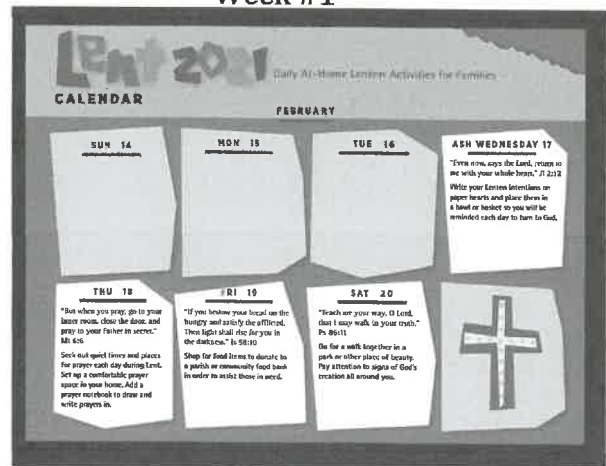 Week #1
Lent 2021
Daily At-Home Lenten Activities for Families
CALENDAR
FEBRUARY
SUN 14
MON 15
TUE 16
ASH WEDNESDAY 17
"Even now, says the Lord, return to
me with your whole heart." Jl 2:12
Write your Lenten intentions on
paper hearts and place them in
a bowl or basket so you will be
reminded each day to turn to God.
THU 18
"But when you pray, go to your
inner room, close the door, and
pray to your Father in secret."
Mt 6:6
Seek out quiet times and places
for prayer each day during Lent.
Set up a comfortable prayer
space in your home. Add a
prayer notebook to draw and
write prayers in.
FRI 19
"If you bestow your bread on the
hungry and satisfy the afflicted,
Then light shall rise for you in
the darkness." Is 58:10
Shop for food items to donate to
a parish or community food bank
in order to assist those in need.
SAT 20
"Teach me your way, O Lord,
that I may walk in your truth."
Ps 86:11
Go for a walk together in a
park or other place of beauty.
Pay attention to signs of God's
creation all around you.